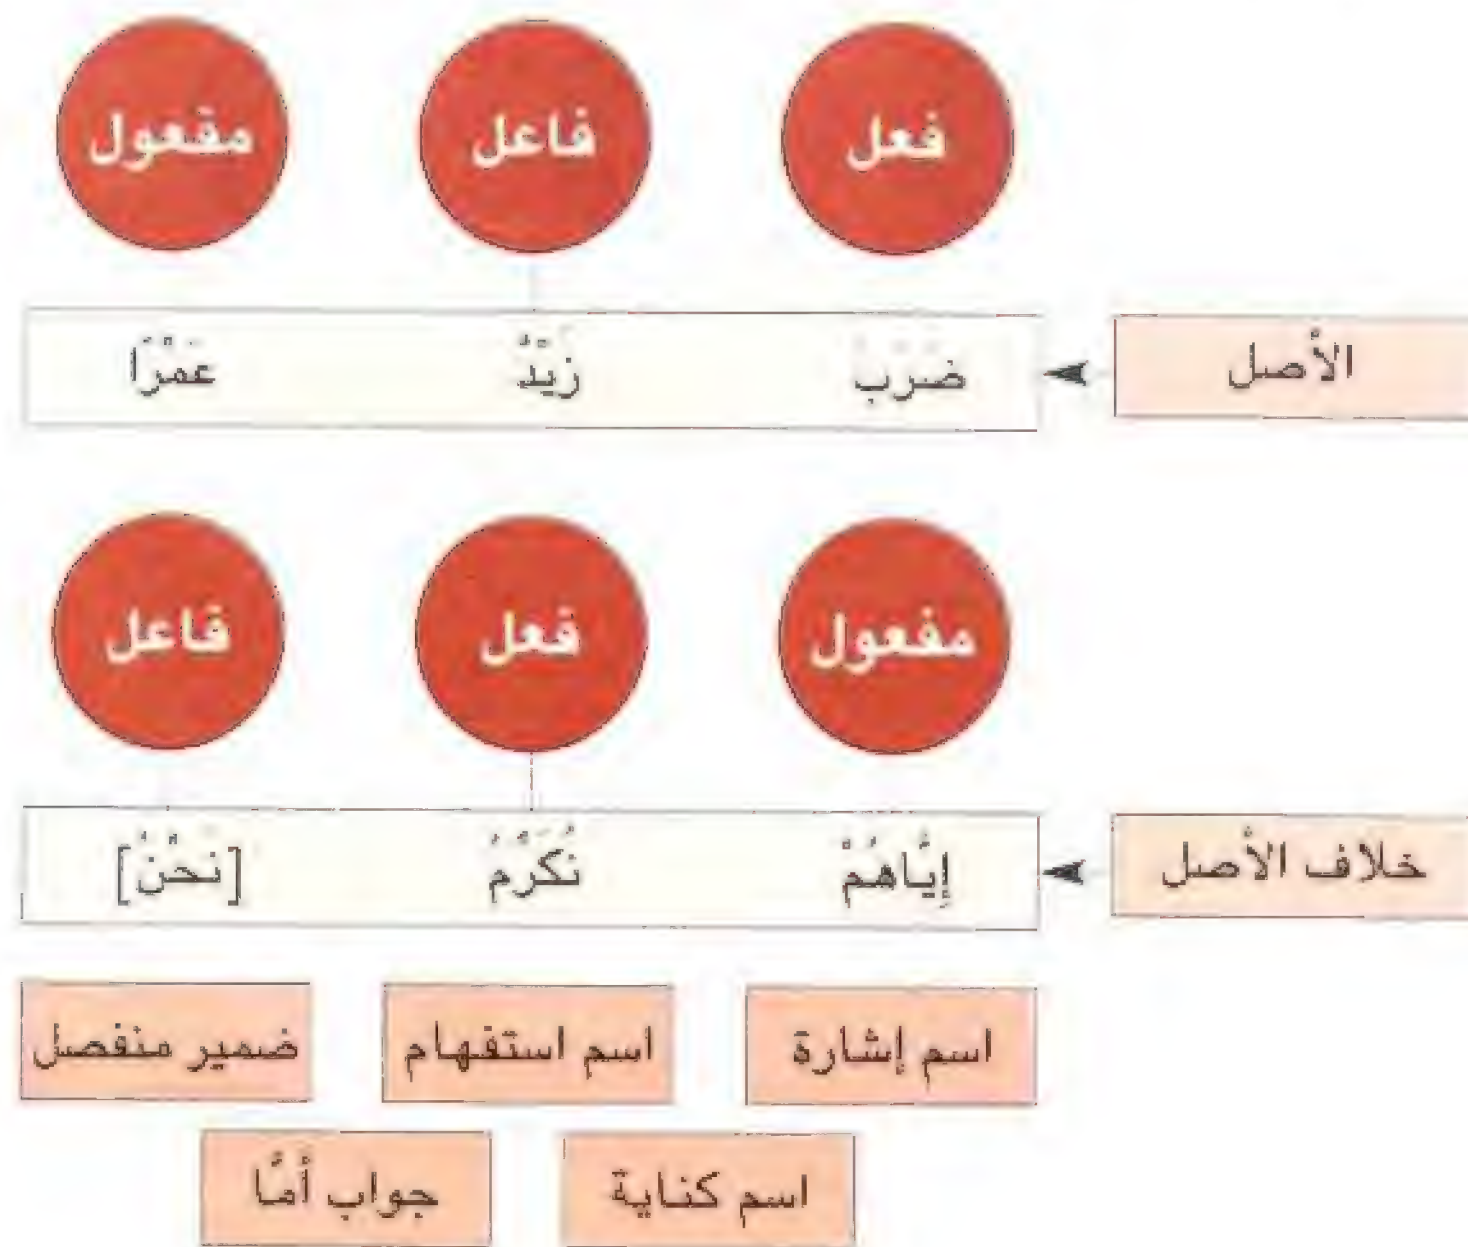 فعل فاعل مفعول
الأصل ضَرَبَ زَيْدٌ عَمْرًا
مفعول فعل فاعل
خلاف الأصل إِيَّاهُمْ نُكَرِّمُ [نَحْنُ]
اسم إشارة اسم استفهام ضمير منفصل
اسم كناية جواب أمَّا